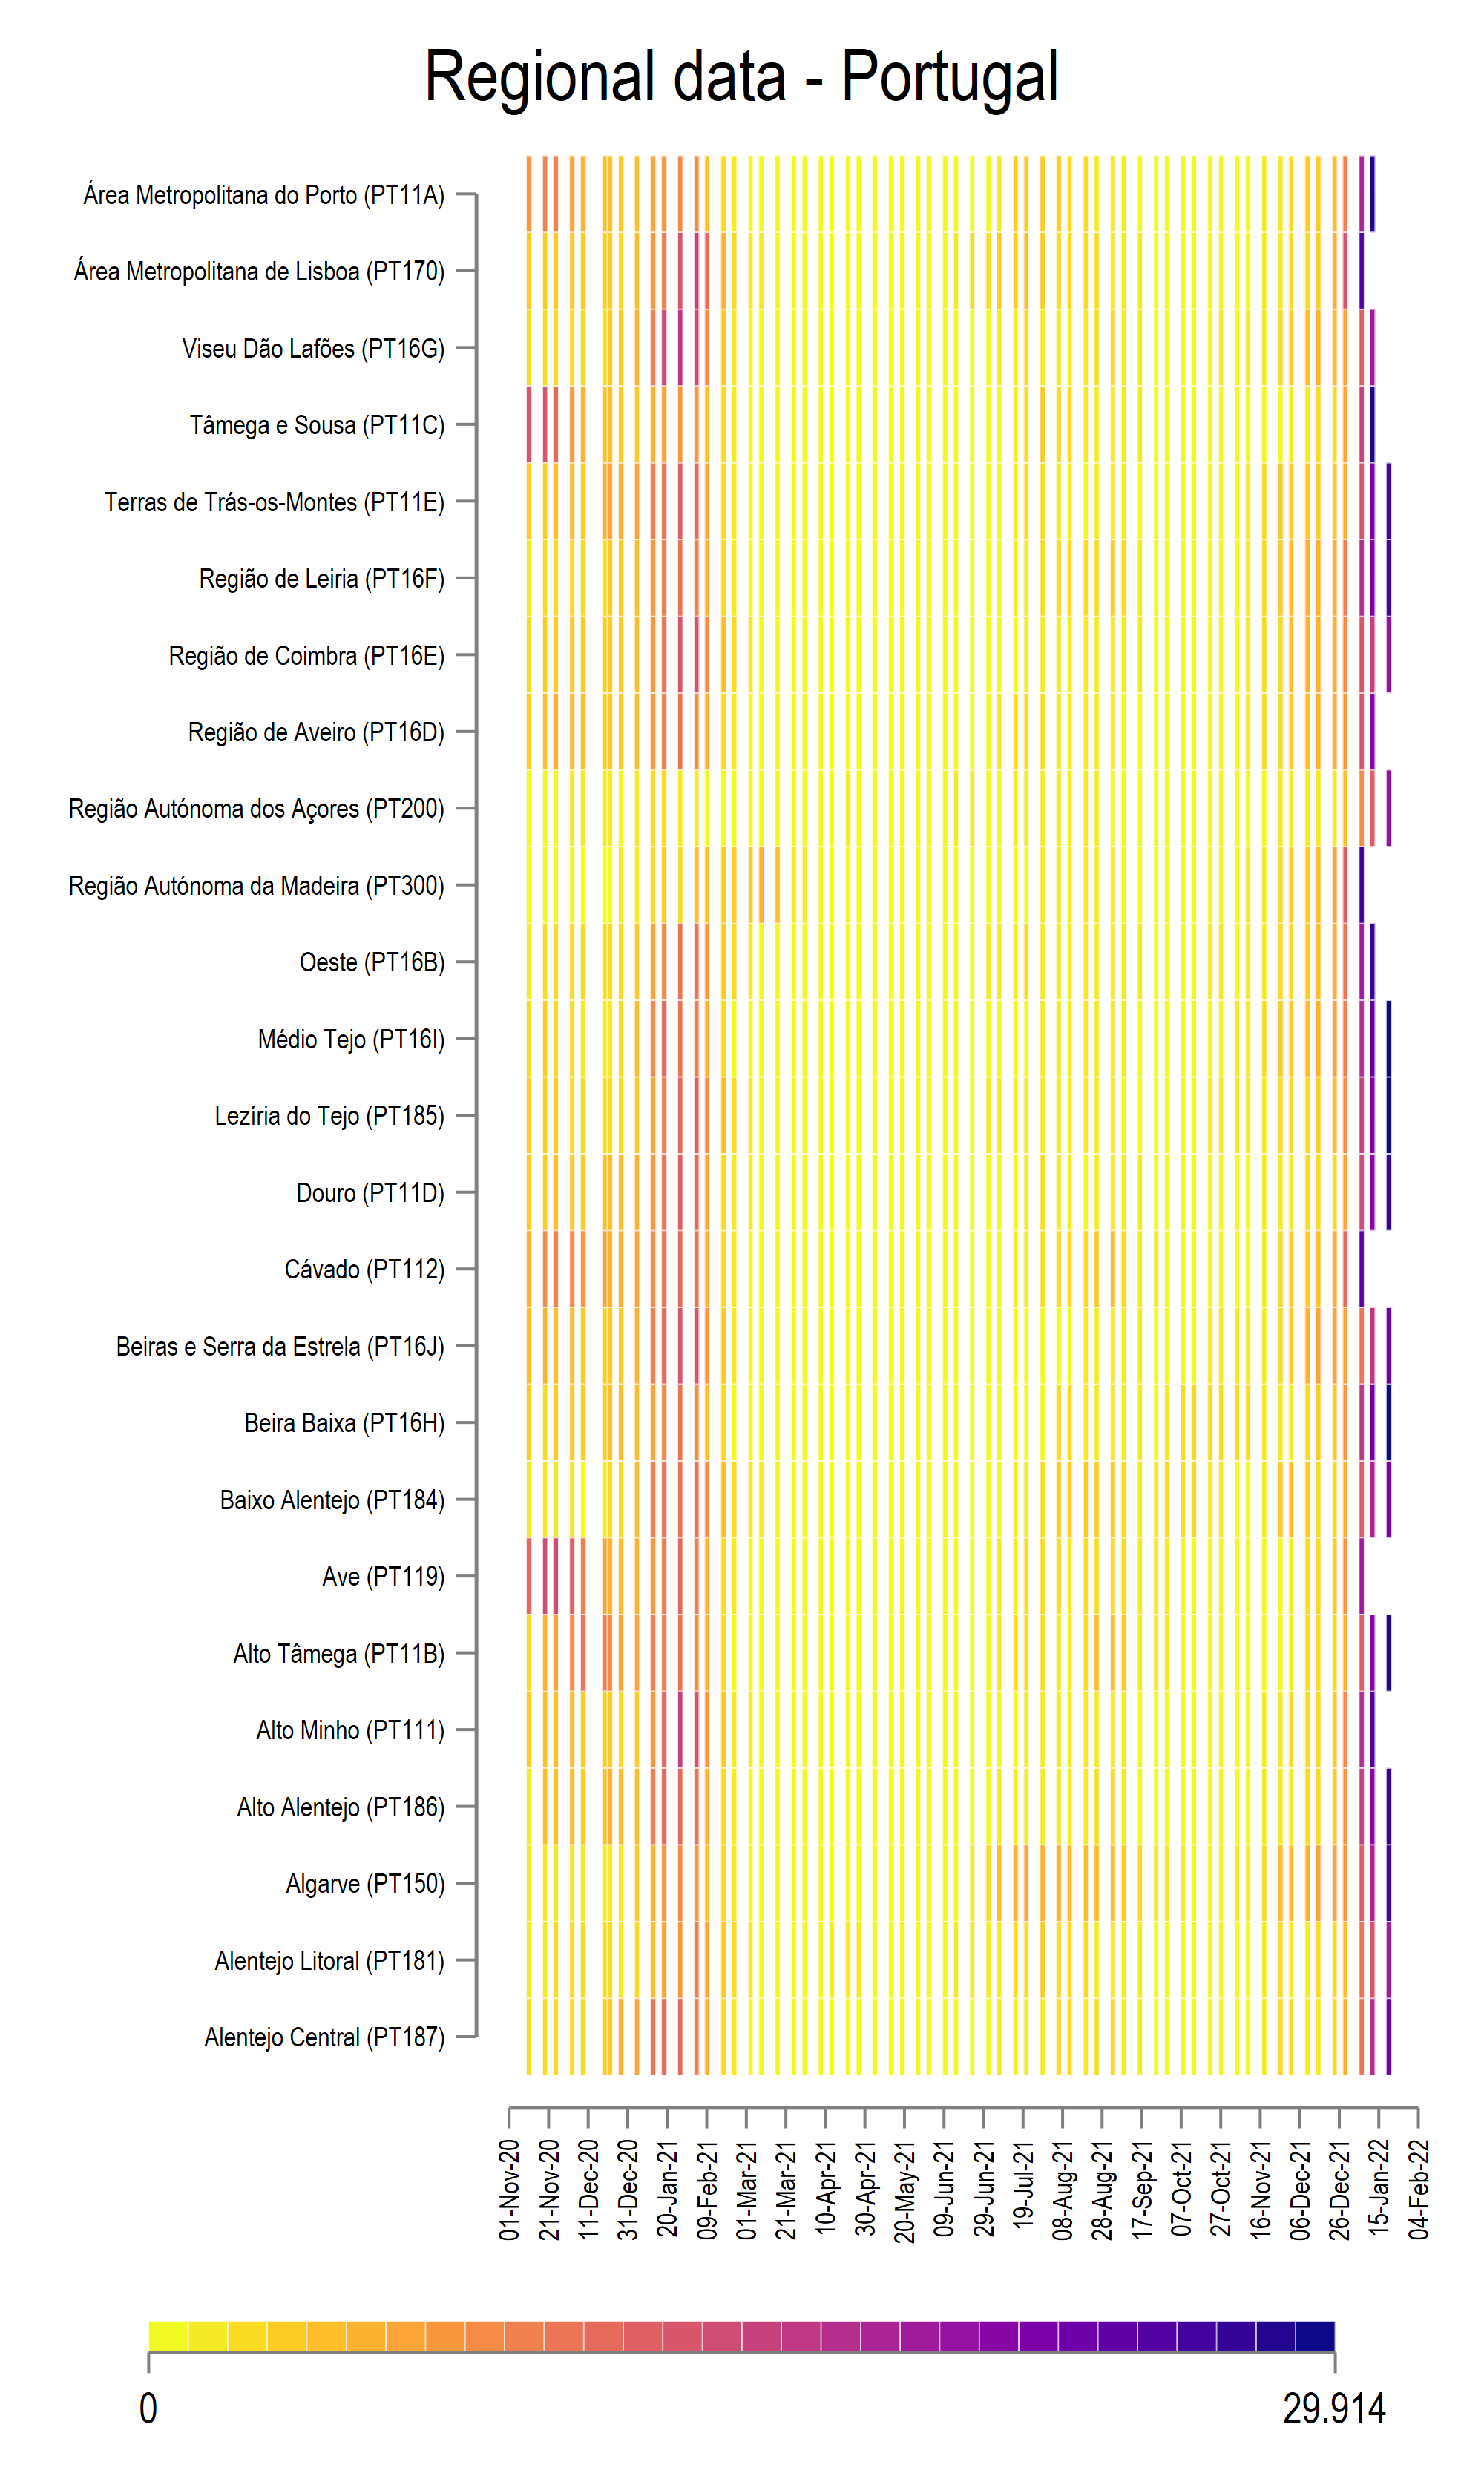 Regional data - Portugal
Área Metropolitana do Porto (PT11A)
Área Metropolitana de Lisboa (PT170)
Viseu Dão Lafões (PT16G)
Tâmega e Sousa (PT11C)
Terras de Trás-os-Montes (PT11E)
Região de Leiria (PT16F)
Região de Coimbra (PT16E)
Região de Aveiro (PT16D)
Região Autónoma dos Açores (PT200)
Região Autónoma da Madeira (PT300)
Oeste (PT16B)
Médio Tejo (PT16I)
Lezíria do Tejo (PT185)
Douro (PT11D)
Cávado (PT112)
Beiras e Serra da Estrela (PT16J)
Beira Baixa (PT16H)
Baixo Alentejo (PT184)
Ave (PT119)
Alto Tâmega (PT11B)
Alto Minho (PT111)
Alto Alentejo (PT186)
Algarve (PT150)
Alentejo Litoral (PT181)
Alentejo Central (PT187)
01-Nov-20
21-Nov-20
11-Dec-20
31-Dec-20
20-Jan-21
09-Feb-21
01-Mar-21
21-Mar-21
10-Apr-21
30-Apr-21
20-May-21
09-Jun-21
29-Jun-21
19-Jul-21
08-Aug-21
28-Aug-21
17-Sep-21
07-Oct-21
27-Oct-21
16-Nov-21
06-Dec-21
26-Dec-21
15-Jan-22
04-Feb-22
0
29.914